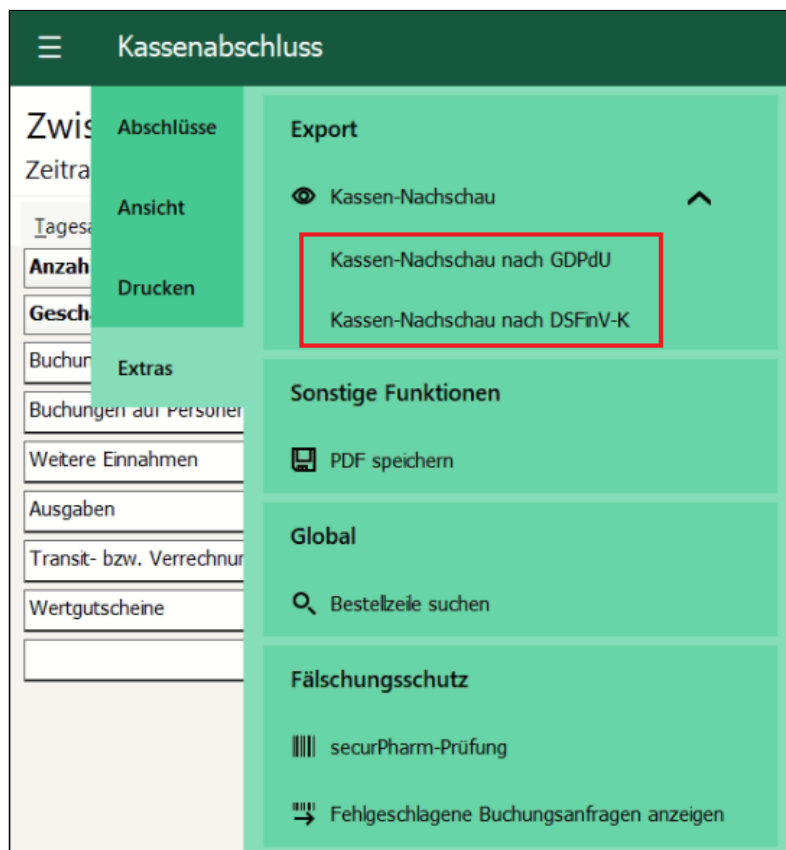 Kassenabschluss
Zwis
Zeitra
Tagesa
Anzah
Gesch
Buchun
Buchungen auf Personen
Weitere Einnahmen
Ausgaben
Transit- bzw. Verrechnun
Wertgutscheine
Abschlüsse
Ansicht
Drucken
Extras
Export
Kassen-Nachschau
Kassen-Nachschau nach GDPdU
Kassen-Nachschau nach DSFinV-K
Sonstige Funktionen
PDF speichern
Global
Bestellzeile suchen
Fälschungsschutz
securPharm-Prüfung
Fehlgeschlagene Buchungsanfragen anzeigen